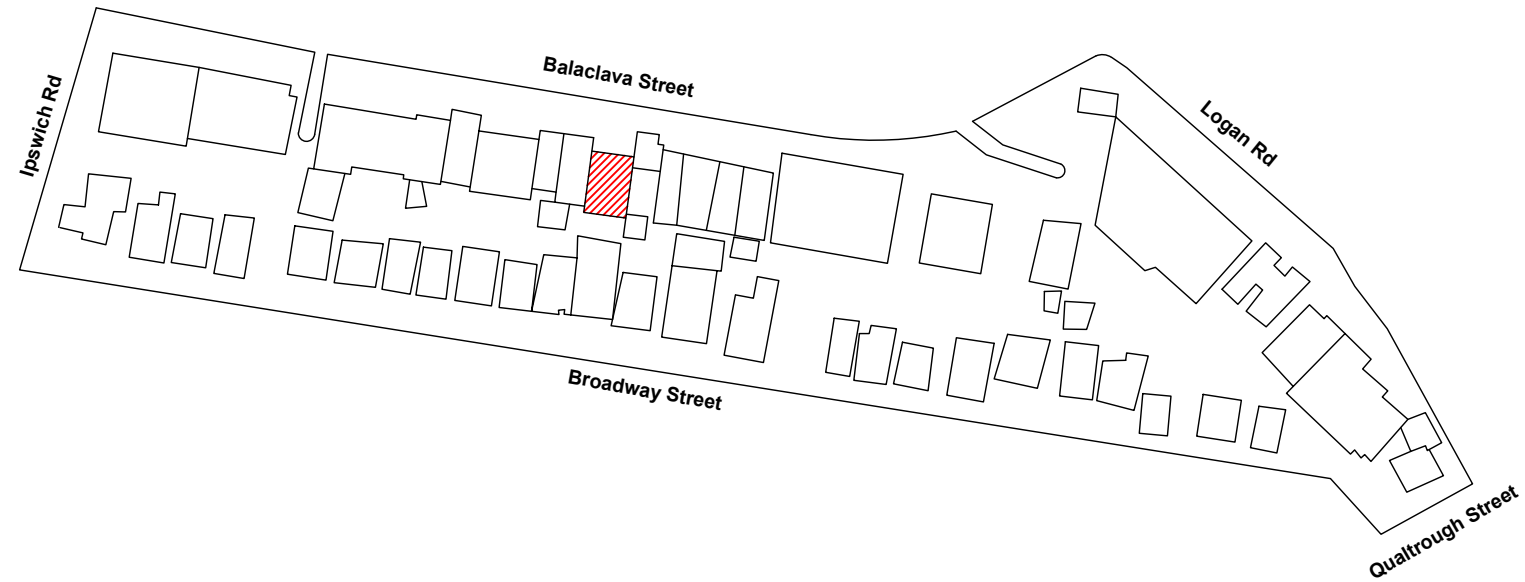 Balaclava Street
Ipswich Rd
Logan Rd
Broadway Street
Qualtrough Street